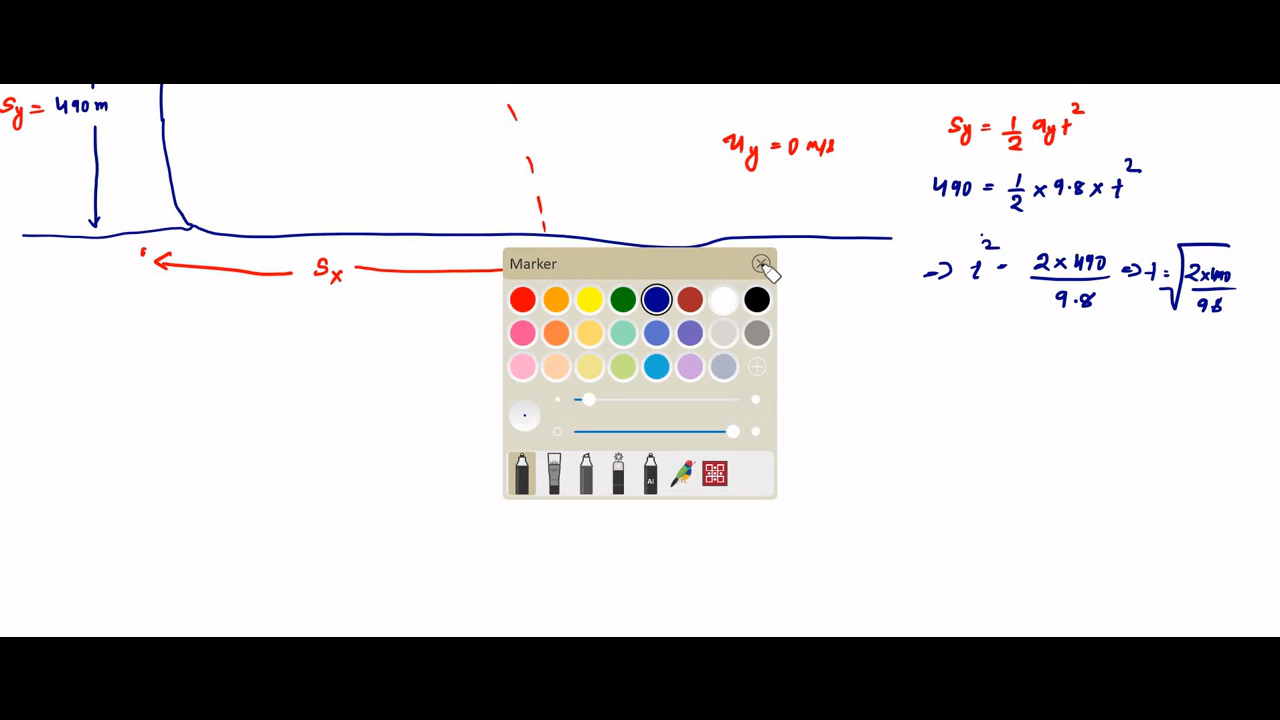 Sy = 490 m
uy = 0 m/s
Sx
Sy = 1/2 ay t²
490 = 1/2 × 9.8 × t²
⇒ t² = 2 × 490 / 9.8 ⇒ t = √(2×490 / 9.8)
Marker
AI